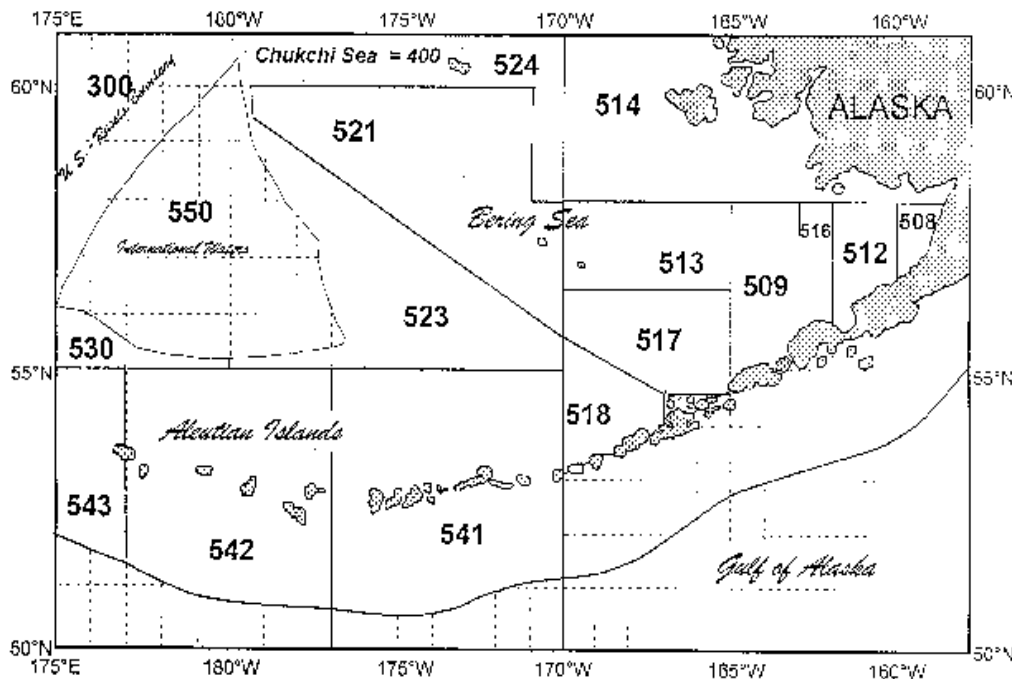 175°E 180°W 175°W 170°W 165°W 160°W
Chukchi Sea = 400
524
300
60°N
514
60°N
ALASKA
521
U.S.
550
Bering Sea
516
508
International Waters
513
512
509
523
517
530
55°N
55°N
518
519
Aleutian Islands
543
542
541
Gulf of Alaska
50°N
50°N
175°E 180°W 175°W 170°W 165°W 160°W